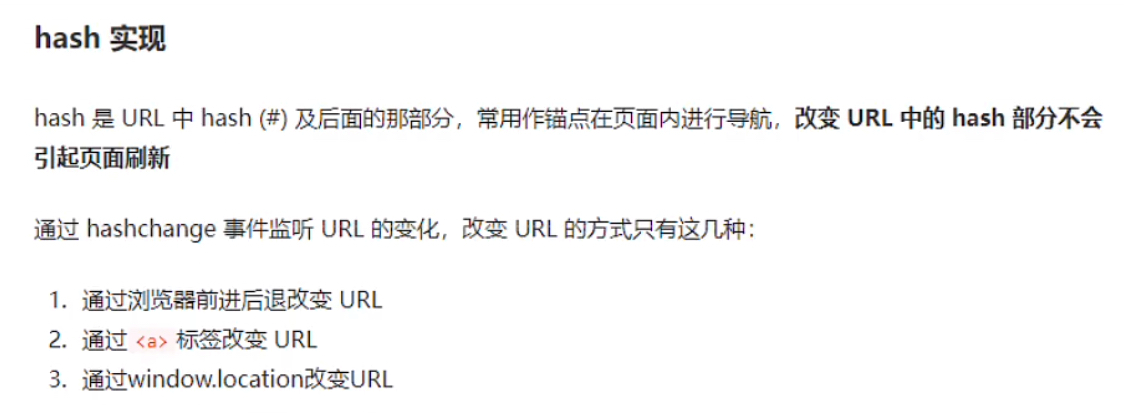 hash 实现
hash 是 URL 中 hash (#) 及后面的那部分，常用作锚点在页面内进行导航，改变 URL 中的 hash 部分不会
引起页面刷新
通过 hashchange 事件监听 URL 的变化，改变 URL 的方式只有这几种：
1. 通过浏览器前进后退改变 URL
2. 通过 <a> 标签改变 URL
3. 通过window.location改变URL